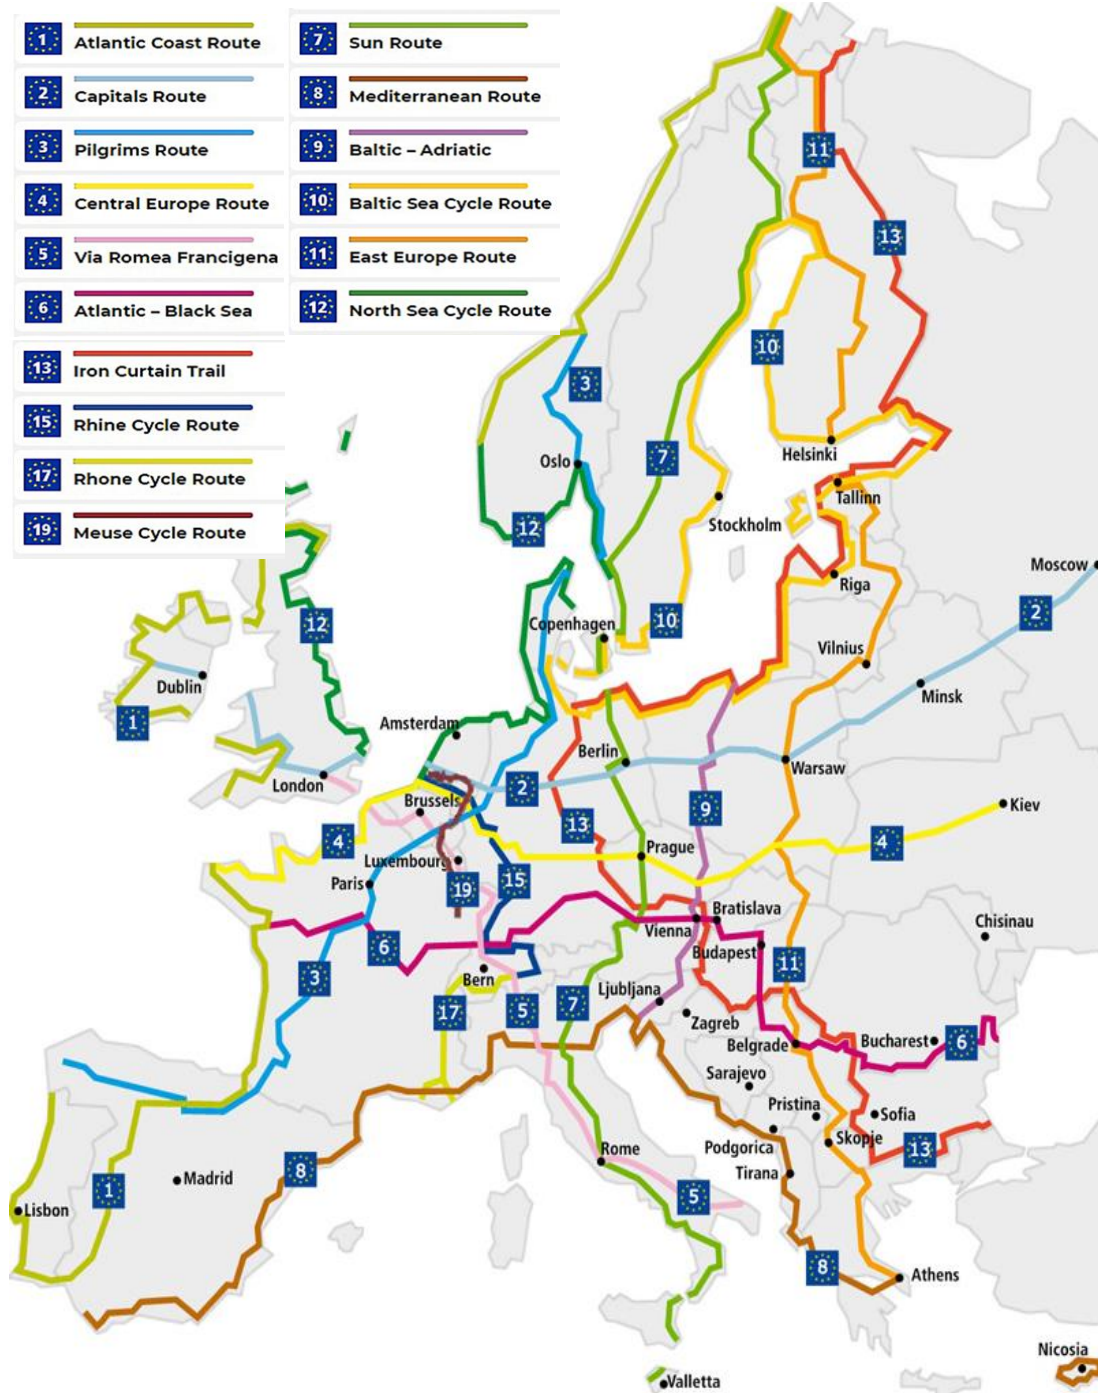 1 Atlantic Coast Route
2 Capitals Route
3 Pilgrims Route
4 Central Europe Route
5 Via Romea Francigena
6 Atlantic – Black Sea
13 Iron Curtain Trail
15 Rhine Cycle Route
17 Rhone Cycle Route
19 Meuse Cycle Route
7 Sun Route
8 Mediterranean Route
9 Baltic – Adriatic
10 Baltic Sea Cycle Route
11 East Europe Route
12 North Sea Cycle Route
11
13
10
3
Helsinki
7
Oslo
Tallinn
Stockholm
12
Moscow
Riga
2
12
10
Copenhagen
Vilnius
Dublin
Minsk
1
Amsterdam
Berlin
Warsaw
London
2
Brussels
9
Kiev
13
4
4
Prague
Luxembourg
Paris
19
15
Bratislava
Chisinau
Vienna
6
Budapest
3
Bern
11
Ljubljana
17
5
7
Zagreb
Belgrade
Bucharest
6
Sarajevo
Pristina
Sofia
Skopje
Podgorica
13
Rome
8
Tirana
Madrid
1
5
Lisbon
8
Athens
Nicosia
Valletta